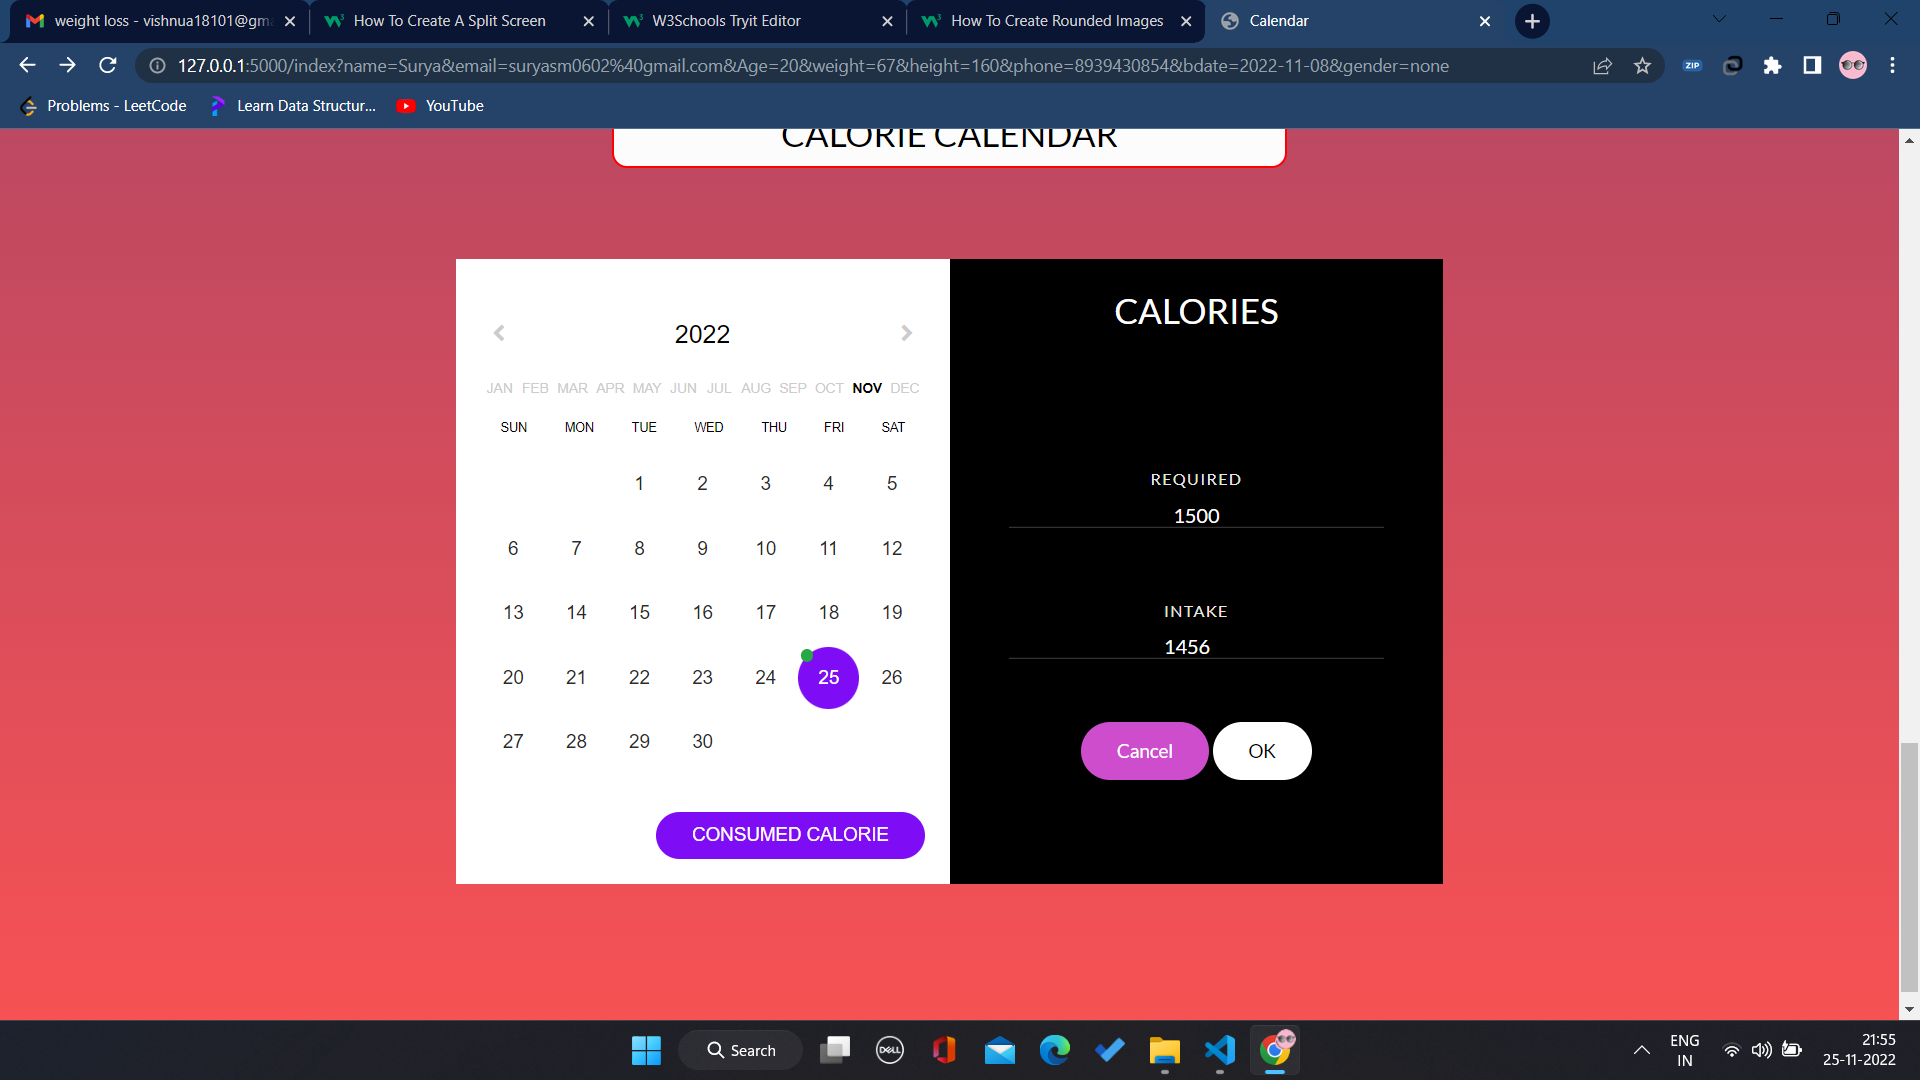 weight loss - vishnua18101@gm
How To Create A Split Screen
W3Schools Tryit Editor
How To Create Rounded Images
Calendar
127.0.0.1:5000/index?name=Surya&email=suryasm0602%40gmail.com&Age=20&weight=67&height=160&phone=8939430854&bdate=2022-11-08&gender=none
ZIP
Problems - LeetCode
Learn Data Structur...
YouTube
CALORIE CALENDAR
2022
JAN FEB MAR APR MAY JUN JUL AUG SEP OCT NOV DEC
SUN MON TUE WED THU FRI SAT
1 2 3 4 5
6 7 8 9 10 11 12
13 14 15 16 17 18 19
20 21 22 23 24 25 26
27 28 29 30
CONSUMED CALORIE
CALORIES
REQUIRED
1500
INTAKE
1456
Cancel
OK
Search
DELL
ENG
IN
21:55
25-11-2022